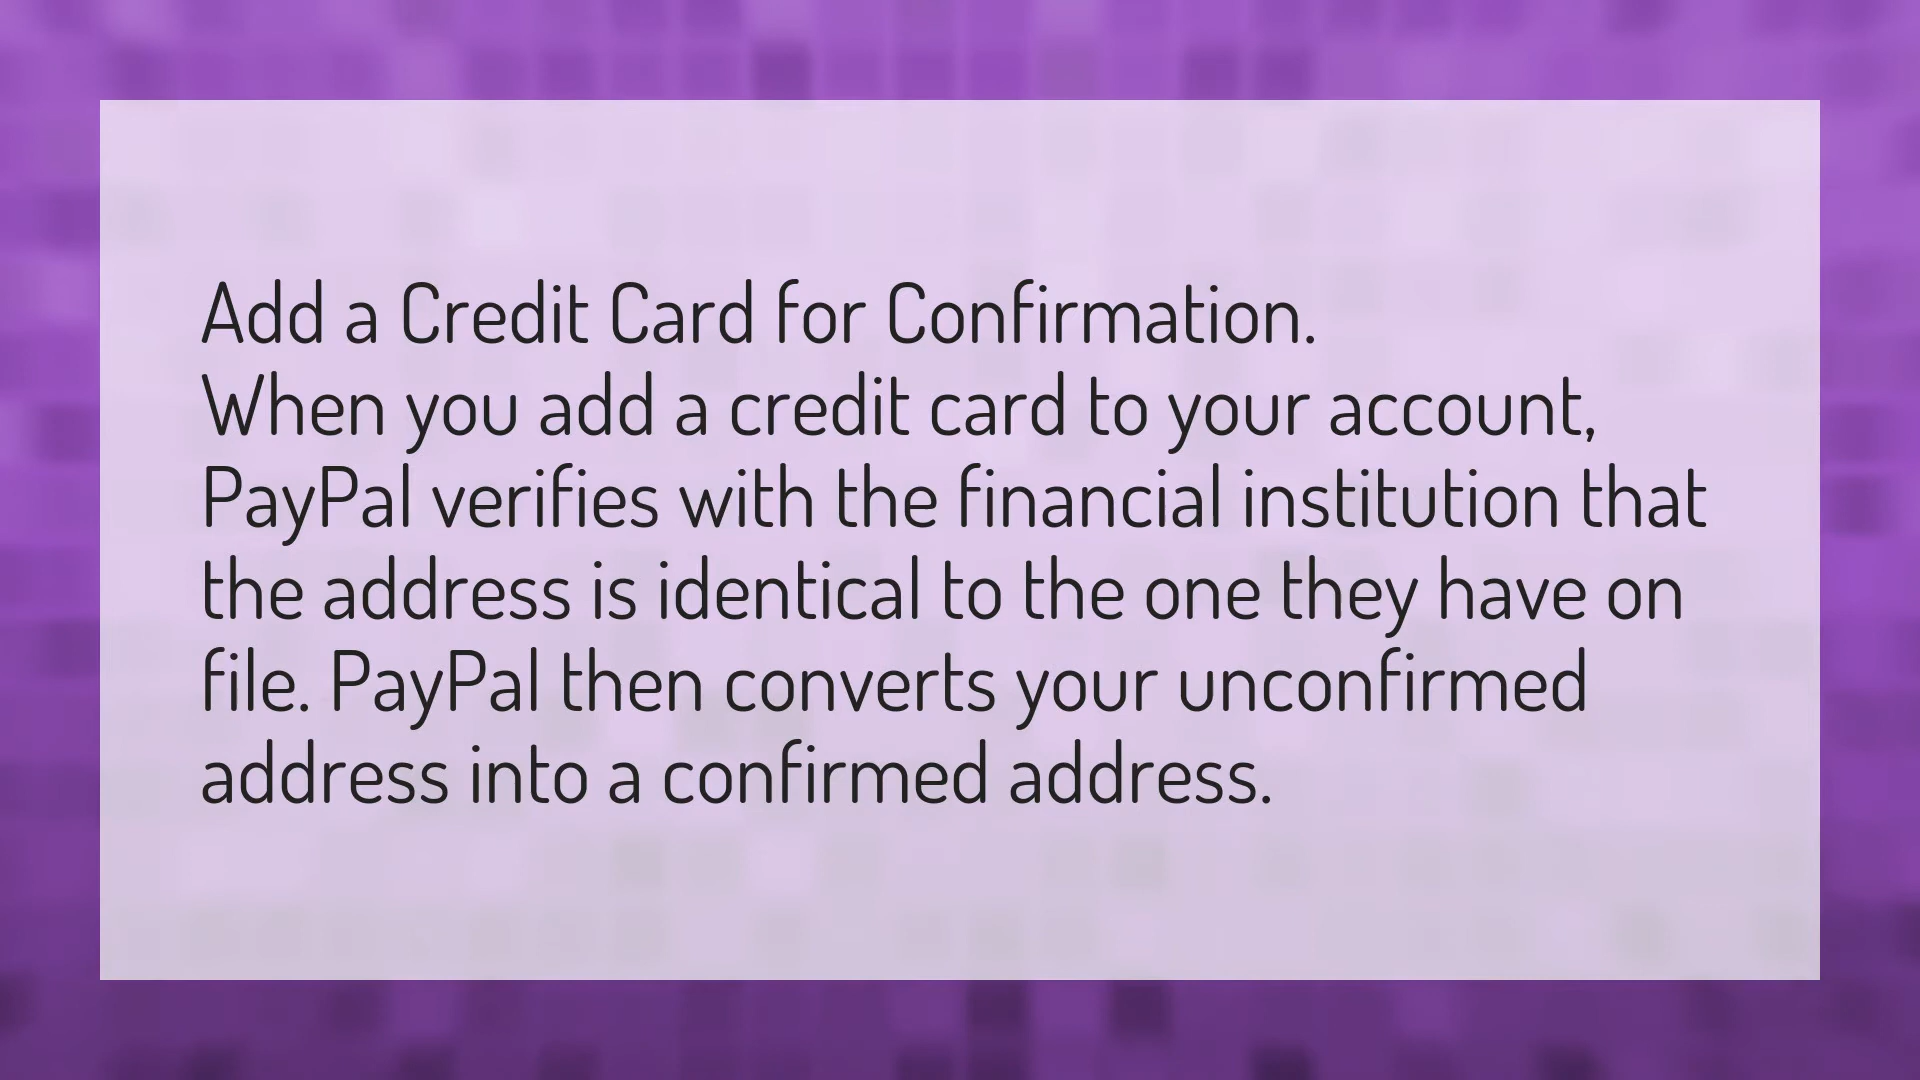 Add a Credit Card for Confirmation.
When you add a credit card to your account,
PayPal verifies with the financial institution that
the address is identical to the one they have on
file. PayPal then converts your unconfirmed
address into a confirmed address.